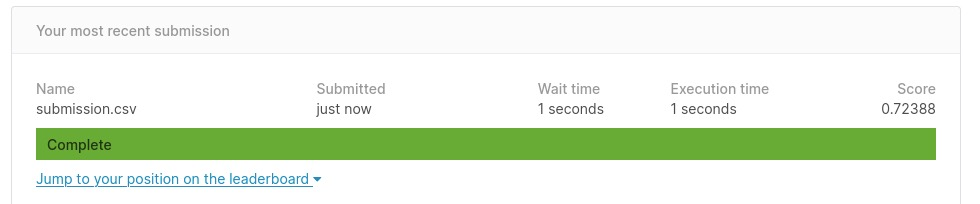 Your most recent submission
Name Submitted Wait time Execution time Score
submission.csv just now 1 seconds 1 seconds 0.72388
Complete
Jump to your position on the leaderboard